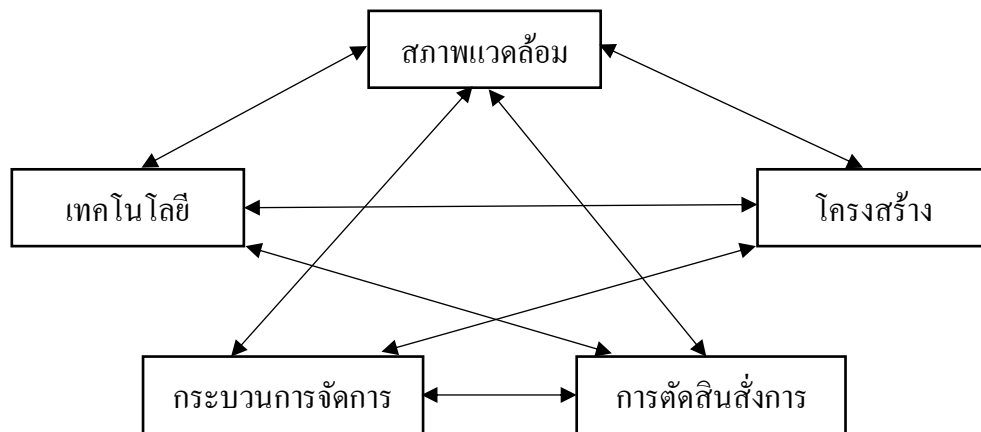 สภาพแวดล้อม
เทคโนโลยี
โครงสร้าง
กระบวนการจัดการ
การตัดสินสั่งการ